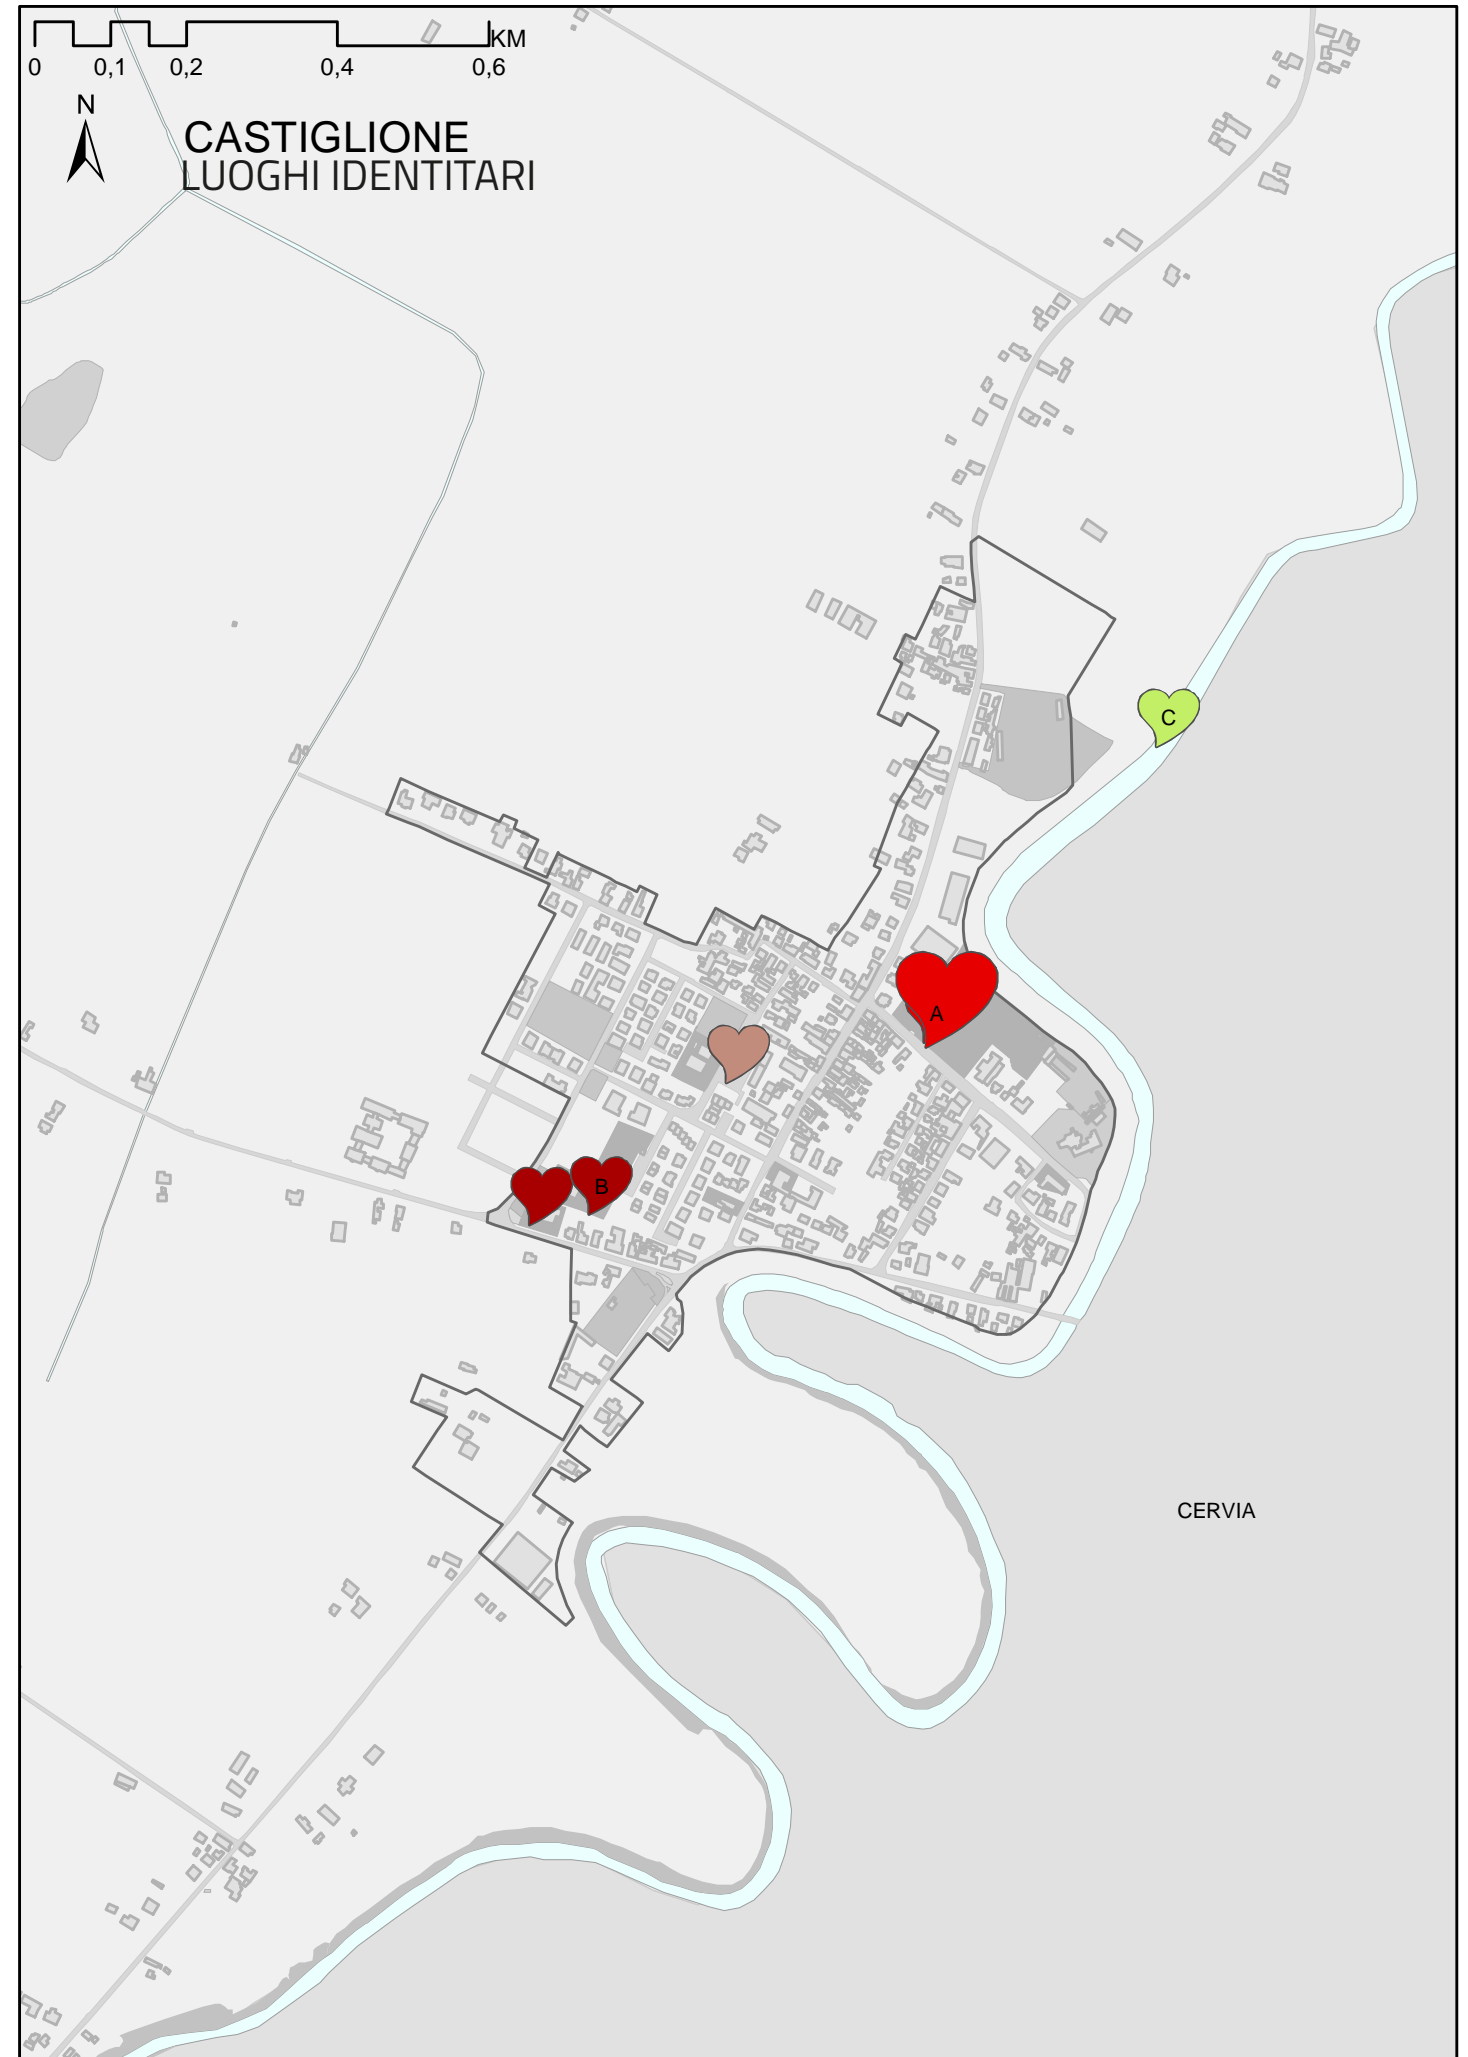 KM
0 0,1 0,2 0,4 0,6
N
CASTIGLIONE
LUOGHI IDENTITARI
C
A
B
CERVIA